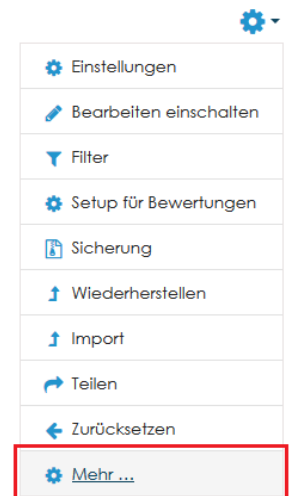 Einstellungen
Bearbeiten einschalten
Filter
Setup für Bewertungen
Sicherung
Wiederherstellen
Import
Teilen
Zurücksetzen
Mehr ...